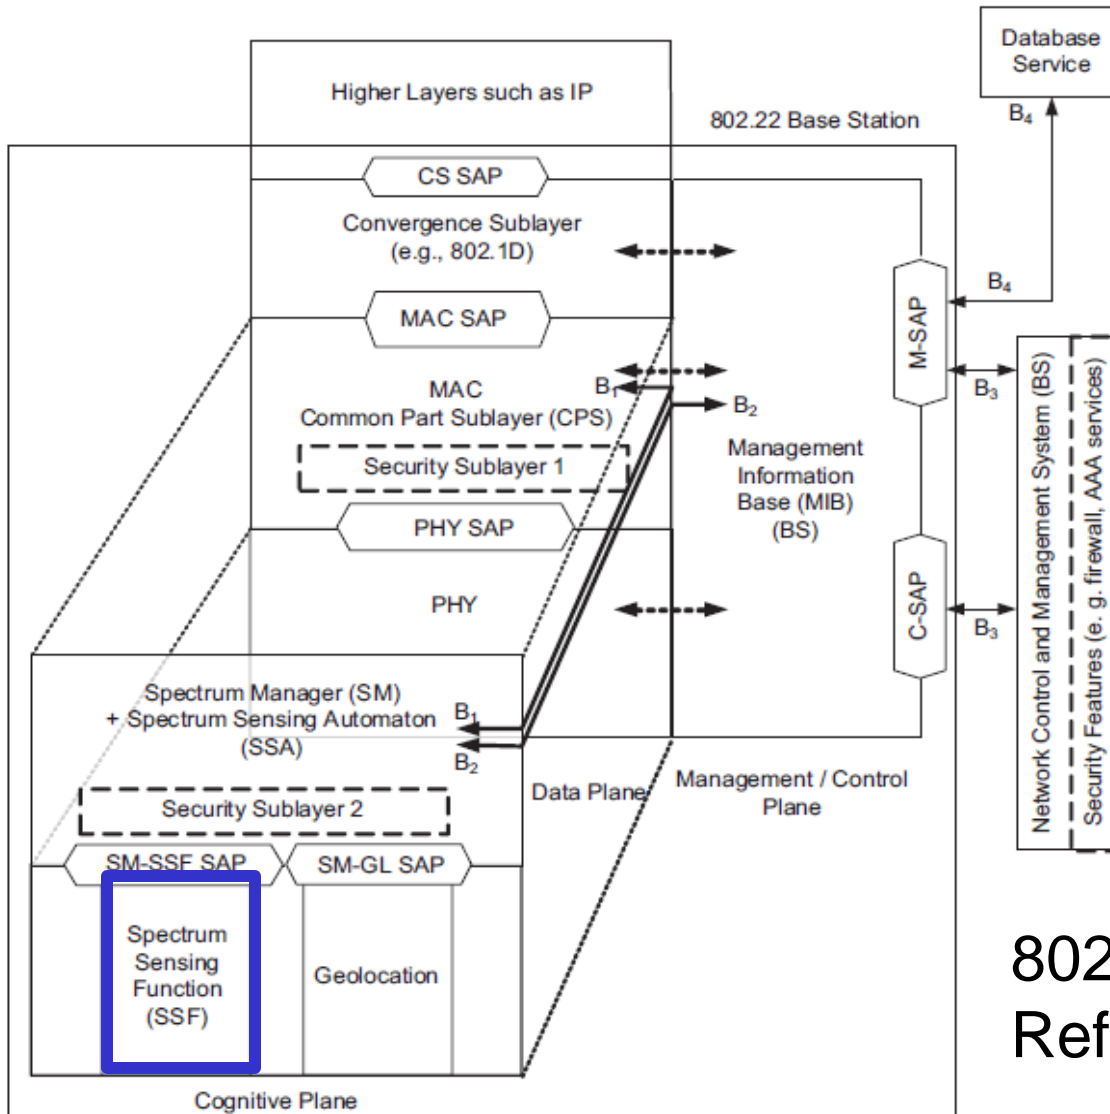 Database
Service
B4
Higher Layers such as IP
802.22 Base Station
CS SAP
Convergence Sublayer
(e.g., 802.1D)
B4
MAC SAP
M-SAP
B1
MAC
Common Part Sublayer (CPS)
B2
B3
Security Sublayer 1
Management
Information
Base (MIB)
(BS)
PHY SAP
PHY
C-SAP
B3
Network Control and Management System (BS)
Security Features (e. g. firewall, AAA services)
Spectrum Manager (SM)
+ Spectrum Sensing Automaton
(SSA)
B1
B2
Data Plane
Management / Control
Plane
Security Sublayer 2
SM-SSF SAP
SM-GL SAP
Spectrum
Sensing
Function
(SSF)
Geolocation
802
Ref
Cognitive Plane